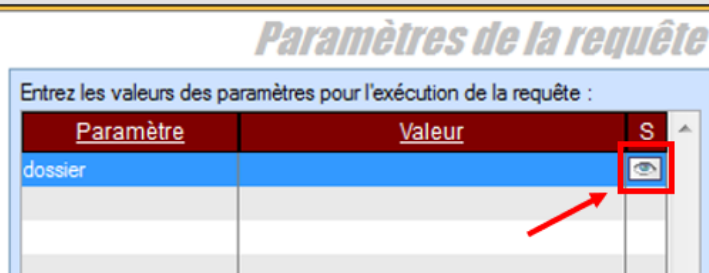 Paramètres de la requête
Entrez les valeurs des paramètres pour l'exécution de la requête :
Paramètre Valeur S
dossier